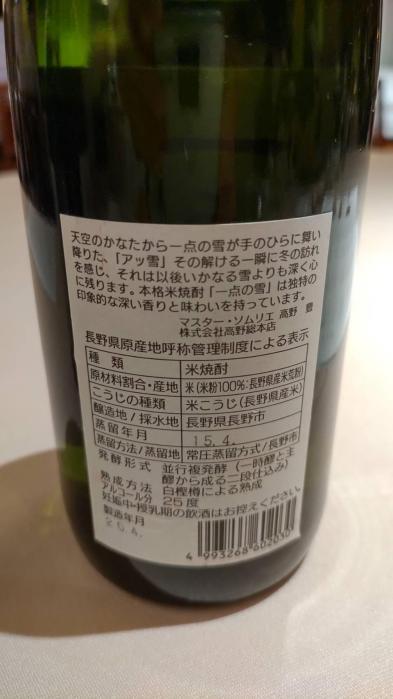 天空のかなたから一点の雪が手のひらに舞い
降りた、「アッ雪」その解ける一瞬に冬の訪れ
を感じ、それは以後いかなる雪よりも深く心
に残ります。本格米焼酎「一点の雪」は独特の
印象的な深い香りと味わいを持っています。
マスター・ソムリエ 高野 豊
株式会社高野総本店
長野県原産地呼称管理制度による表示
種 類 米焼酎
原材料割合・産地 米(米粉100%:長野県産米荒粉)
こうじの種類 米こうじ(長野県産米)
醸造地/採水地 長野県長野市
蒸留年月 15.4.
蒸留方法/蒸留地 常圧蒸留方式/長野市
発酵形式 並行複発酵(一時醪と主
醪から成る二段仕込み)
熟成方法 白樫樽による熟成
アルコール分 25度
妊娠中・授乳期の飲酒はお控えください。
製造年月
25.4.
4 993268 602030